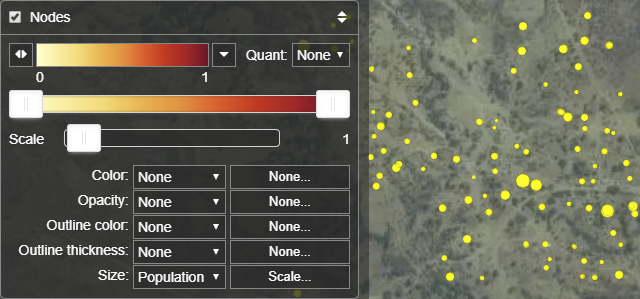 Nodes
Quant: None
0 1
Scale 1
Color: None None...
Opacity: None None...
Outline color: None None...
Outline thickness: None None...
Size: Population Scale...